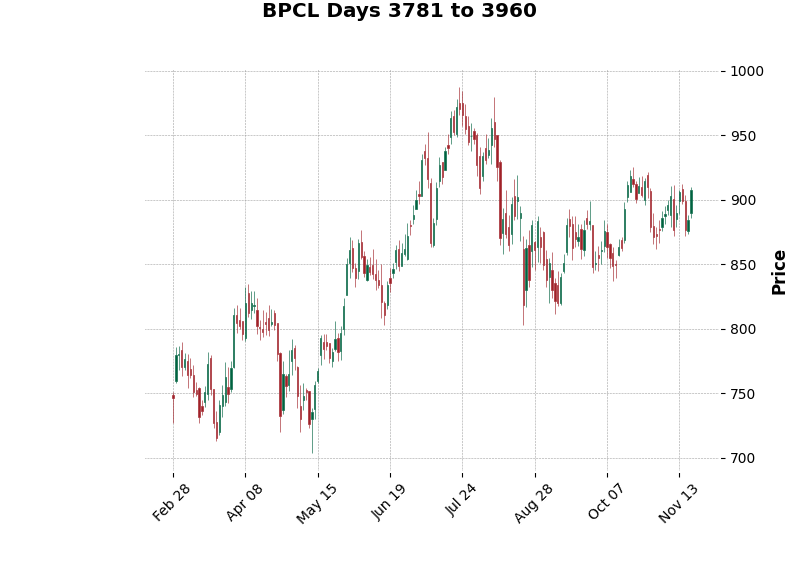 BPCL Days 3781 to 3960
1000
950
900
850
800
750
700
Price
Feb 28
Apr 08
May 15
Jun 19
Jul 24
Aug 28
Oct 07
Nov 13